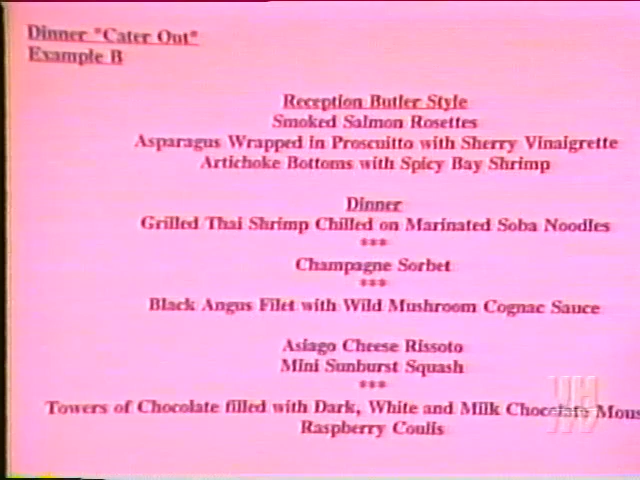 Dinner "Cater Out"
Example B
Reception Butler Style
Smoked Salmon Rosettes
Asparagus Wrapped in Proscuitto with Sherry Vinaigrette
Artichoke Bottoms with Spicy Bay Shrimp
Dinner
Grilled Thai Shrimp Chilled on Marinated Soba Noodles
***
Champagne Sorbet
***
Black Angus Filet with Wild Mushroom Cognac Sauce
Asiago Cheese Rissoto
Mini Sunburst Squash
***
Towers of Chocolate filled with Dark, White and Milk Chocolate Mous
Raspberry Coulis